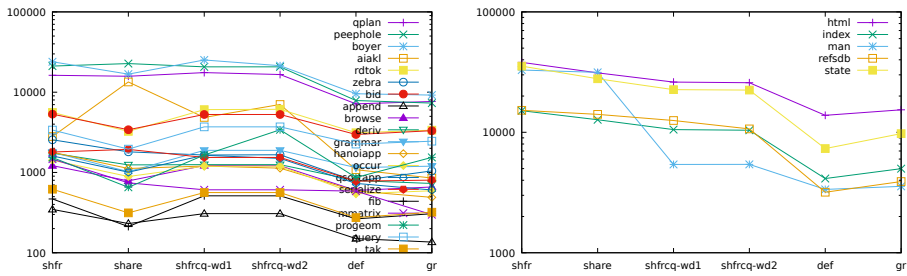 100000
10000
1000
100
shfr
share
shfrcq-wd1
shfrcq-wd2
def
gr
qplan
peephole
boyer
aiakl
rdtok
zebra
bid
append
browse
deriv
grammar
hanoiapp
occur
qsortapp
serialize
fib
mmatrix
progeom
query
tak
100000
10000
1000
shfr
share
shfrcq-wd1
shfrcq-wd2
def
gr
html
index
man
refsdb
state